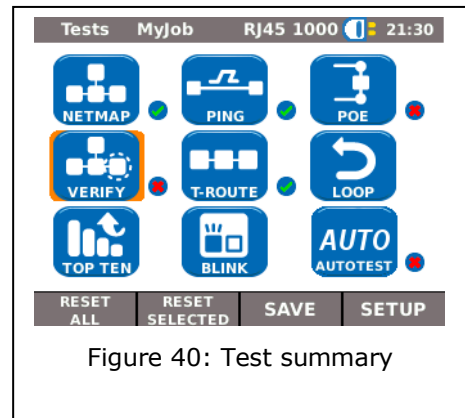 Tests MyJob RJ45 1000 21:30
NETMAP PING POE
VERIFY T-ROUTE LOOP
TOP TEN BLINK AUTO
AUTOTEST
RESET ALL RESET SELECTED SAVE SETUP
Figure 40: Test summary